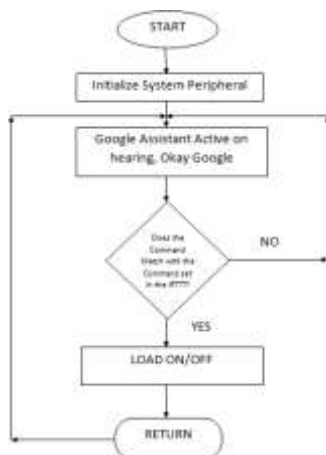 START
Initialize System Peripheral
Google Assistant Active on
hearing, Okay Google
Does the
Command
Match with the
Command set
in the IFTTT?
NO
YES
LOAD ON/OFF
RETURN